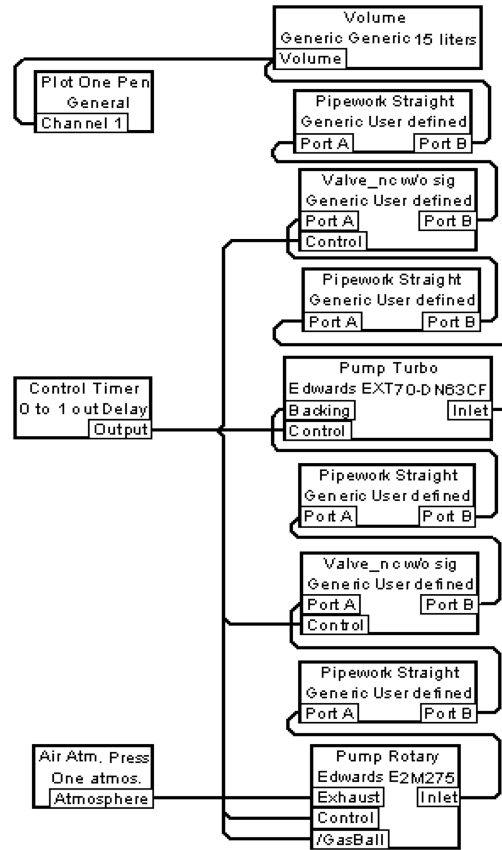 Volume
Generic Generic 15 liters
Volume
Plot One Pen
General
Channel 1
Pipework Straight
Generic User defined
Port A Port B
Valve_nc w/o sig
Generic User defined
Port A Port B
Control
Pipework Straight
Generic User defined
Port A Port B
Pump Turbo
Edwards EXT70-DN63CF
Backing Inlet
Control
Control Timer
0 to 1 out Delay
Output
Pipework Straight
Generic User defined
Port A Port B
Valve_nc w/o sig
Generic User defined
Port A Port B
Control
Pipework Straight
Generic User defined
Port A Port B
Air Atm. Press
One atmos.
Atmosphere
Pump Rotary
Edwards E2M275
Exhaust Inlet
Control
/GasBall